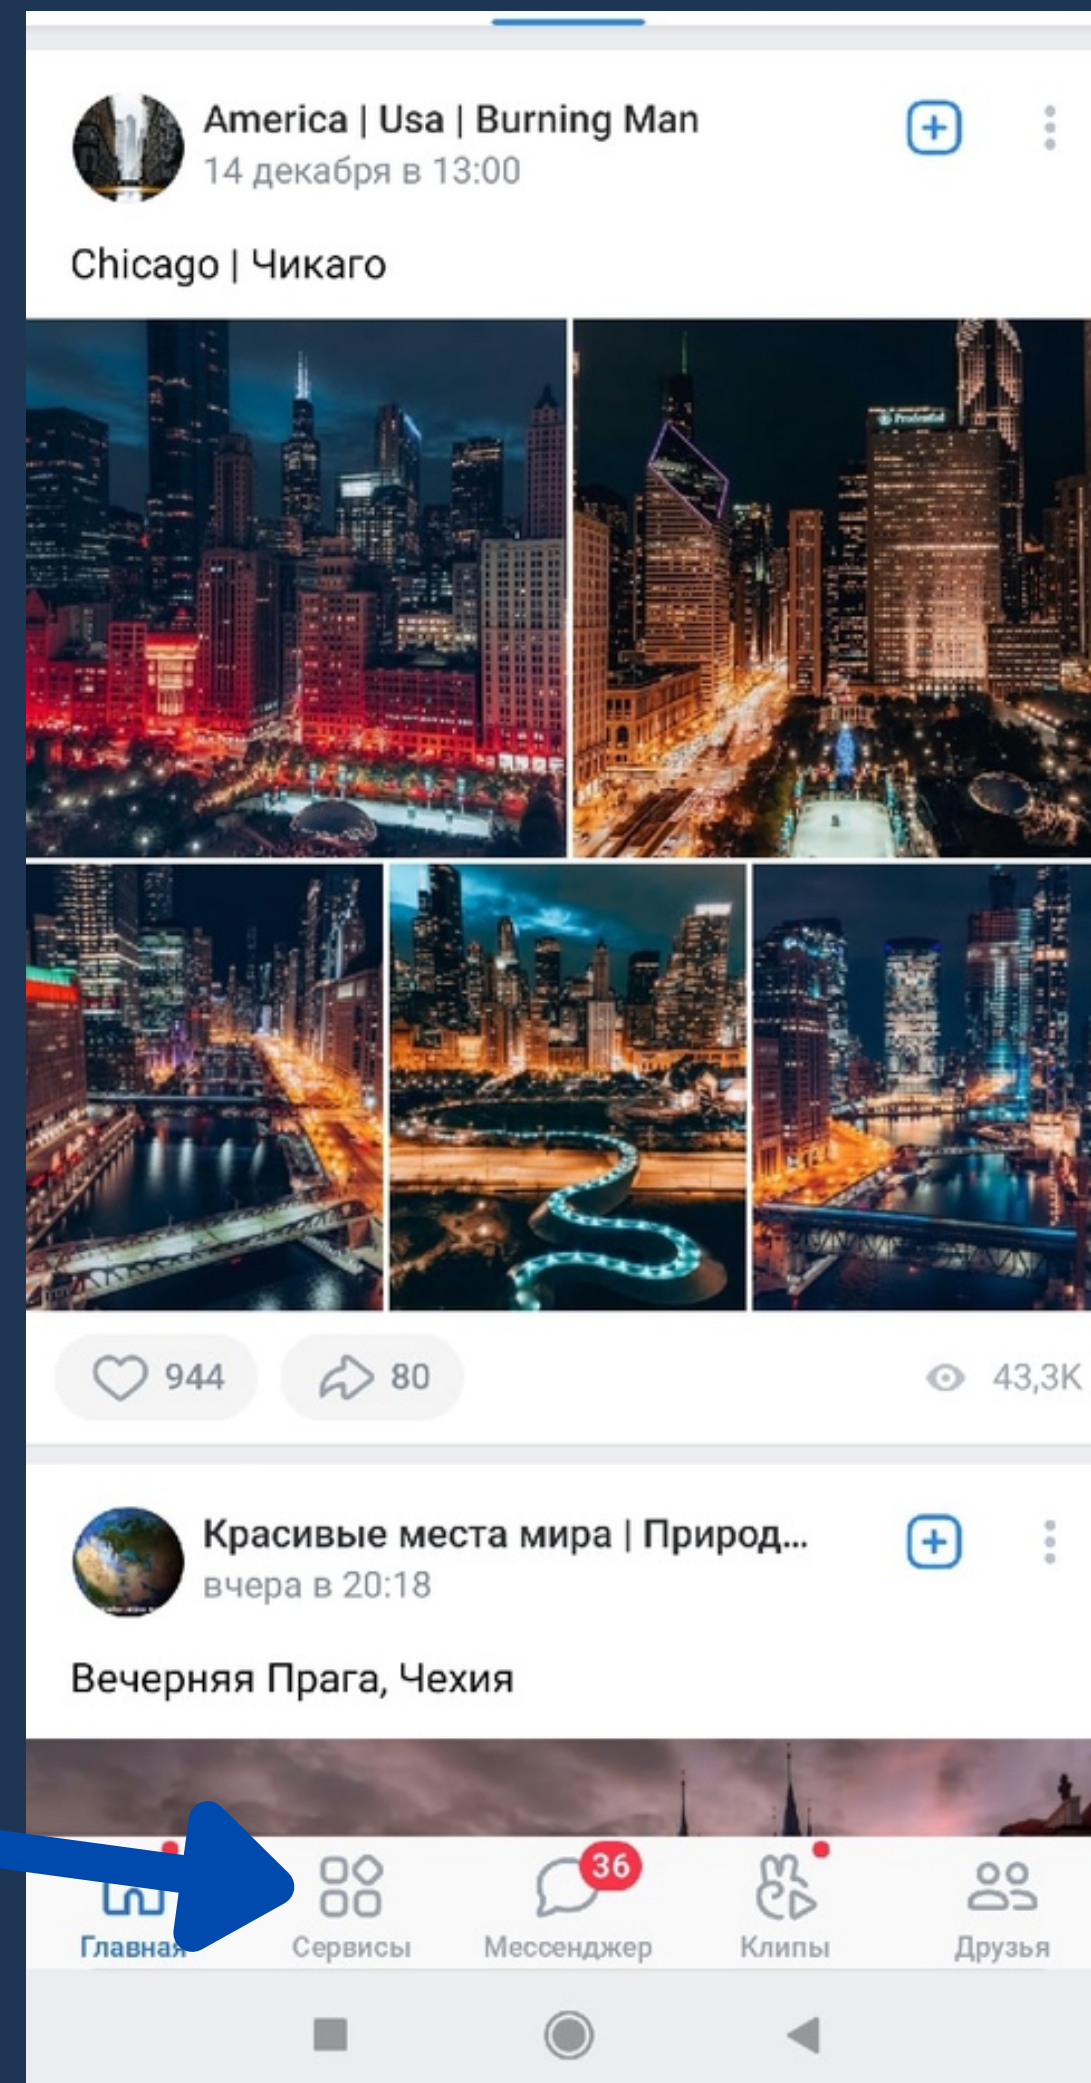 America | Usa | Burning Man
14 декабря в 13:00
Chicago | Чикаго
Prudential
944
80
43,3K
Красивые места мира | Природ...
вчера в 20:18
Вечерняя Прага, Чехия
36
Главная
Сервисы
Мессенджер
Клипы
Друзья